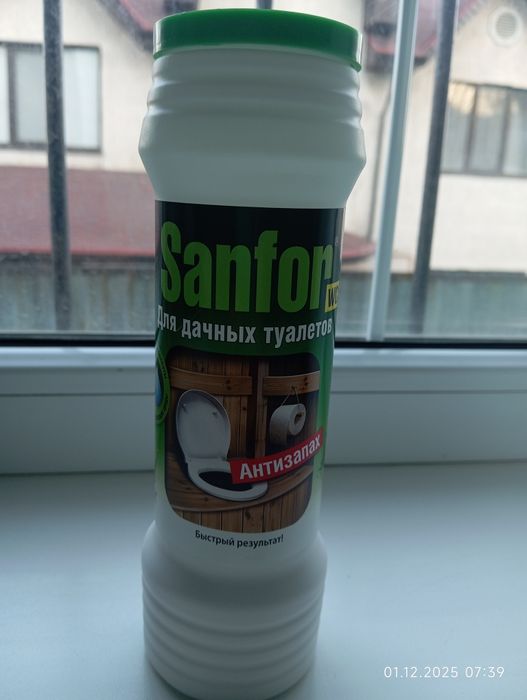 Sanfor
WC
Для дачных туалетов
Антизапах
Быстрый результат!
01.12.2025 07:39